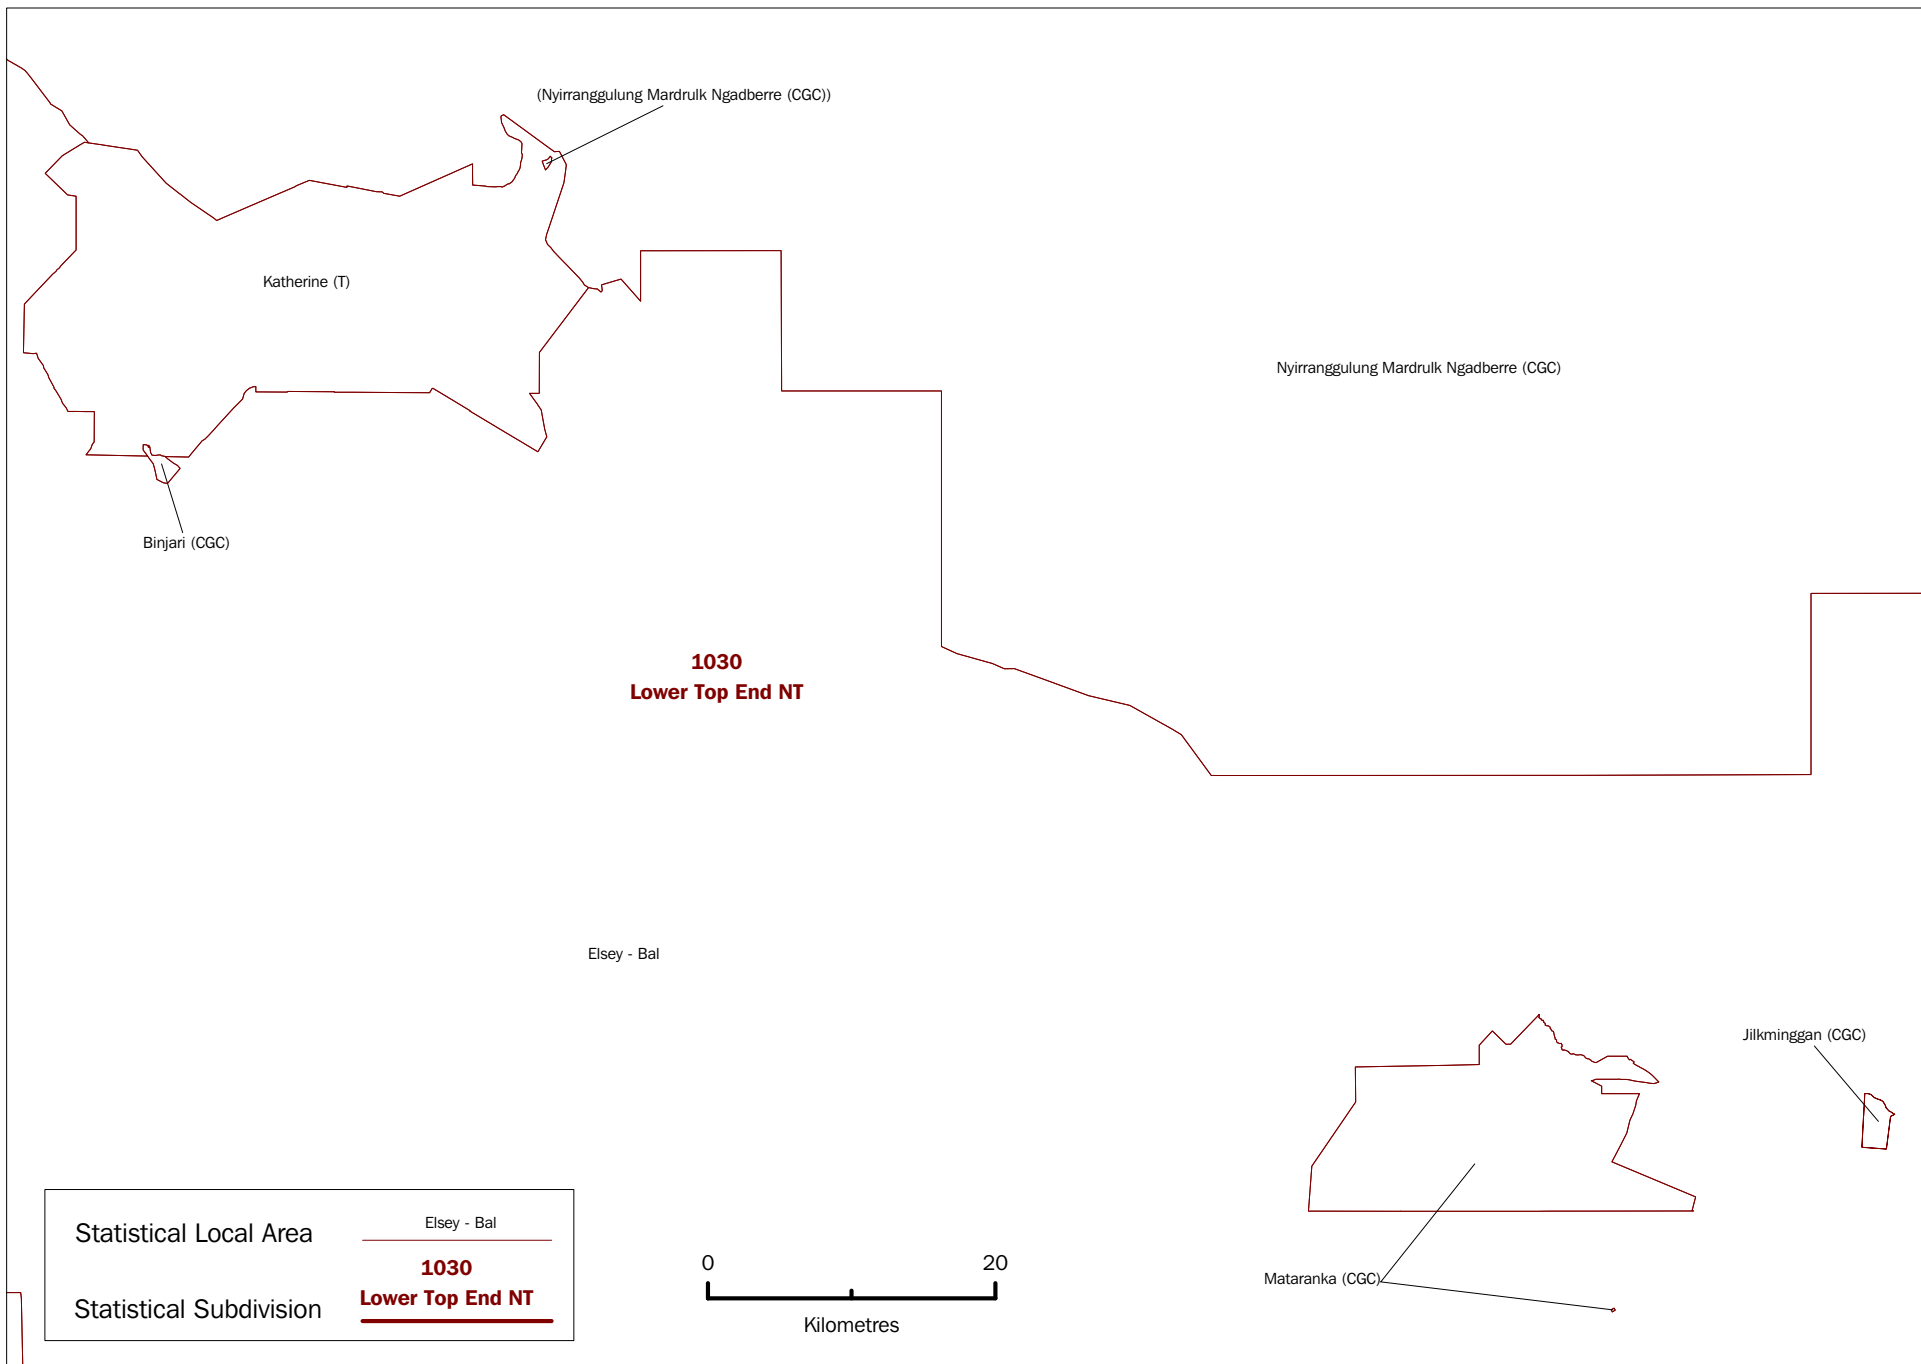 (Nyirranggulung Mardrulk Ngadberre (CGC))
Katherine (T)
Nyirranggulung Mardrulk Ngadberre (CGC)
Binjari (CGC)
1030
Lower Top End NT
Elsey - Bal
Jilkminggan (CGC)
Mataranka (CGC)
Statistical Local Area
Elsey - Bal
1030
Lower Top End NT
Statistical Subdivision
0 20
Kilometres